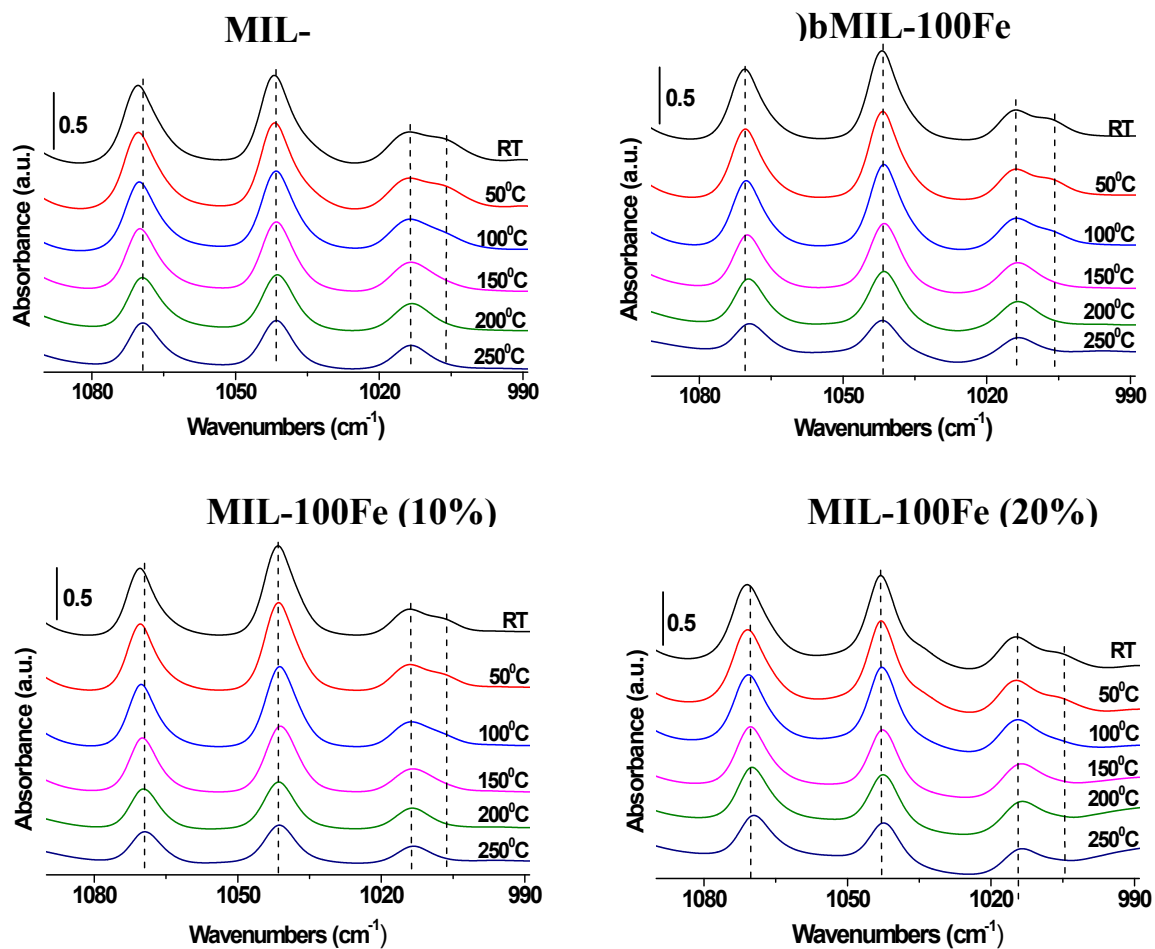 MIL-
0.5
RT
50⁰C
100⁰C
150⁰C
200⁰C
250⁰C
Absorbance (a.u.)
1080 1050 1020 990
Wavenumbers (cm⁻¹)
)bMIL-100Fe
0.5
RT
50⁰C
100⁰C
150⁰C
200⁰C
250⁰C
Absorbance (a.u.)
1080 1050 1020 990
Wavenumbers (cm⁻¹)
MIL-100Fe (10%)
0.5
RT
50⁰C
100⁰C
150⁰C
200⁰C
250⁰C
Absorbance (a.u.)
1080 1050 1020 990
Wavenumbers (cm⁻¹)
MIL-100Fe (20%)
0.5
RT
50⁰C
100⁰C
150⁰C
200⁰C
250⁰C
Absorbance (a.u.)
1080 1050 1020 990
Wavenumbers (cm⁻¹)